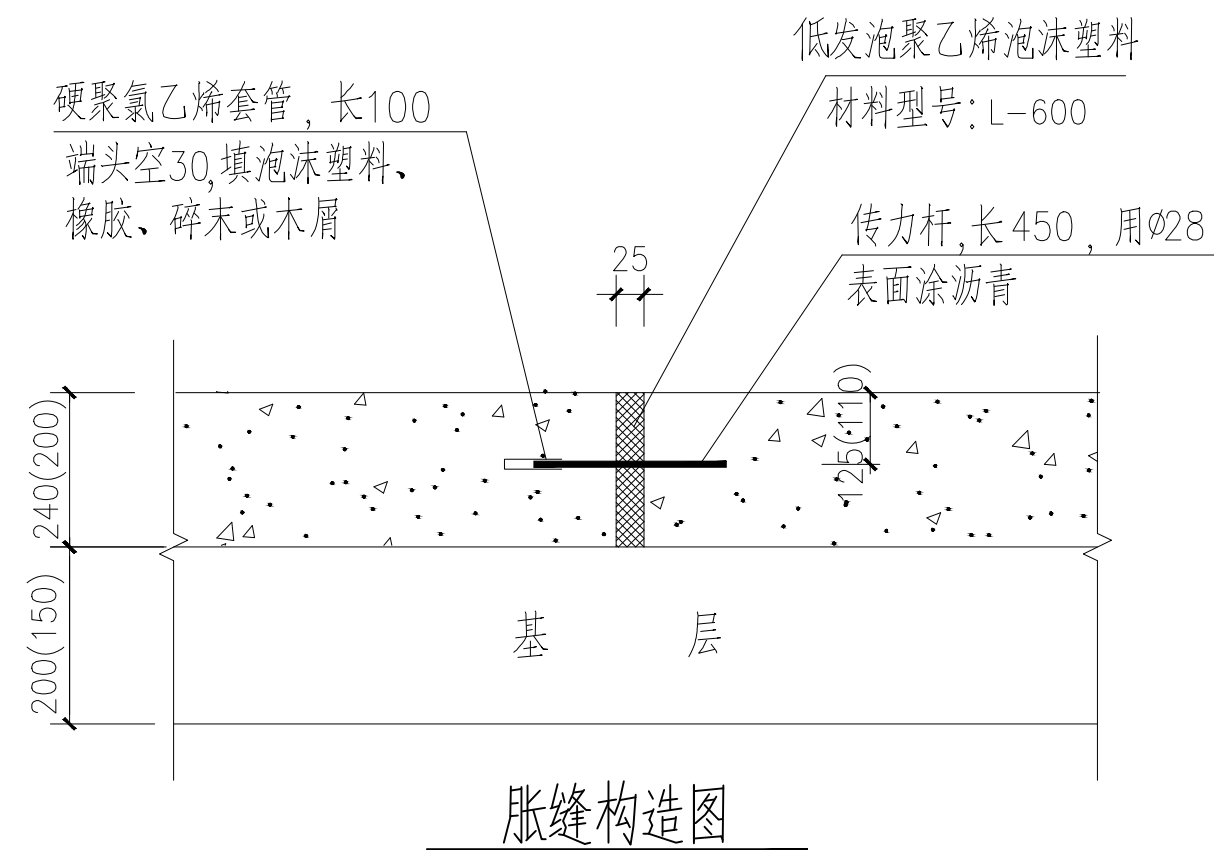 低发泡聚乙烯泡沫塑料
材料型号:L-600
硬聚氯乙烯套管,长100
端头空30,填泡沫塑料、
橡胶、碎末或木屑
传力杆,长450,用Ø28
表面涂沥青
25
125(110)
240(200)
200(150)
基 层
胀缝构造图